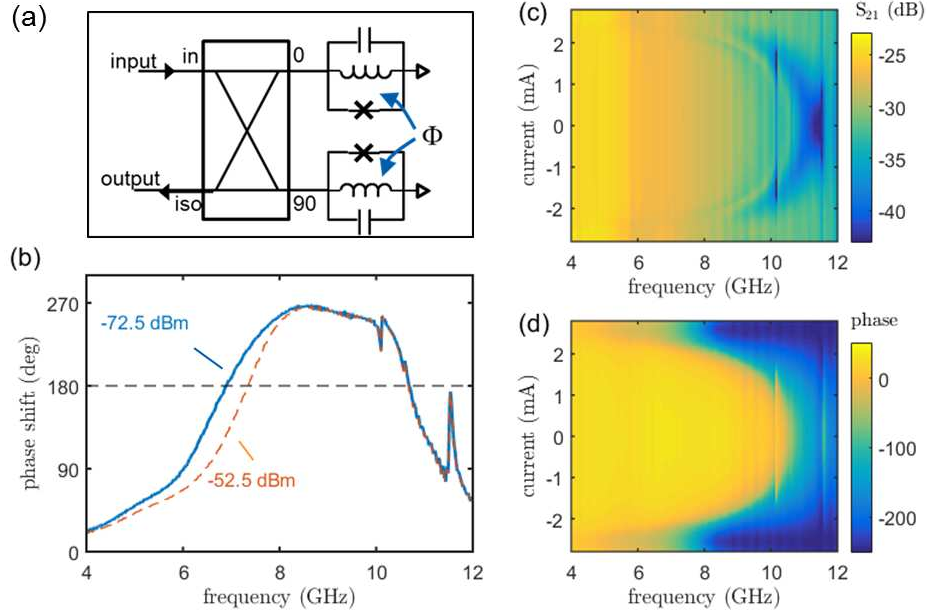 (a)
input
in
0
Φ
output
iso
90
(b)
270
180
90
0
phase shift (deg)
-72.5 dBm
-52.5 dBm
4
6
8
10
12
frequency (GHz)
(c)
S21 (dB)
2
1
0
-1
-2
current (mA)
4
6
8
10
12
frequency (GHz)
-25
-30
-35
-40
(d)
phase
2
1
0
-1
-2
current (mA)
4
6
8
10
12
frequency (GHz)
0
-100
-200